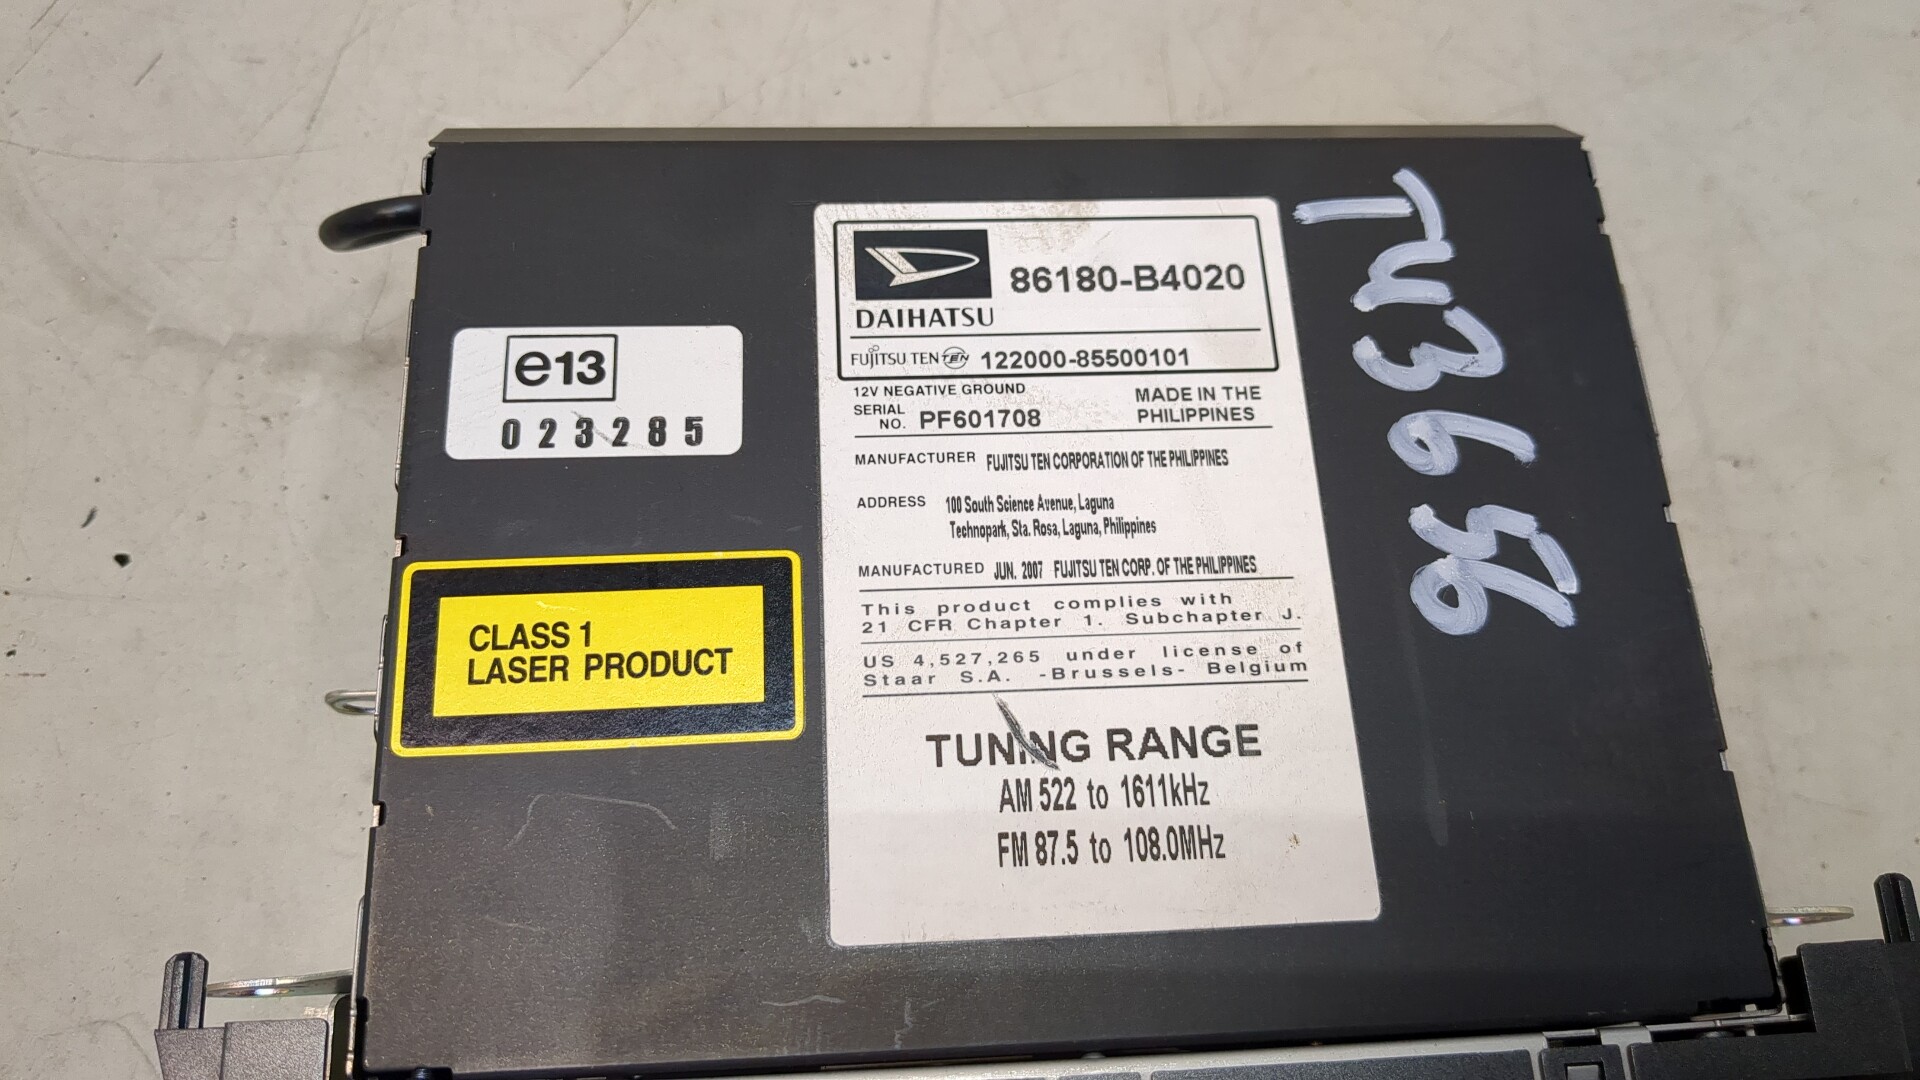 86180-B4020
DAIHATSU
FUJITSU TEN TEN 122000-85500101
12V NEGATIVE GROUND
SERIAL NO. PF601708
MADE IN THE PHILIPPINES
MANUFACTURER FUJITSU TEN CORPORATION OF THE PHILIPPINES
ADDRESS 100 South Science Avenue, Laguna
Technopark, Sta. Rosa, Laguna, Philippines
MANUFACTURED JUN. 2007 FUJITSU TEN CORP. OF THE PHILIPPINES
This product complies with
21 CFR Chapter 1. Subchapter J.
US 4,527,265 under license of
Staar S.A. -Brussels- Belgium
TUNING RANGE
AM 522 to 1611kHz
FM 87.5 to 108.0MHz
e13
023285
CLASS 1
LASER PRODUCT